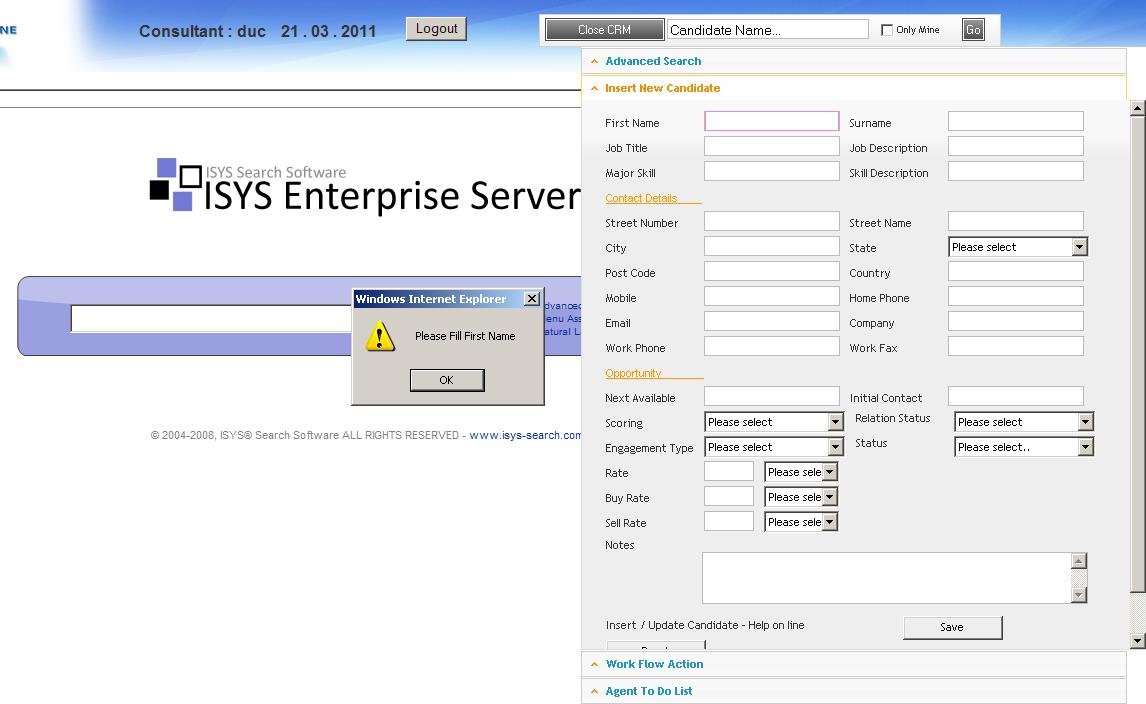 NE
Consultant : duc 21 . 03 . 2011
Logout
Close CRM
Candidate Name...
Only Mine
Go
Advanced Search
Insert New Candidate
First Name
Surname
Job Title
Job Description
Major Skill
Skill Description
Contact Details
Street Number
Street Name
City
State
Please select
Post Code
Country
Mobile
Home Phone
Email
Company
Work Phone
Work Fax
Opportunity
Next Available
Initial Contact
Scoring
Please select
Relation Status
Please select
Engagement Type
Please select
Status
Please select..
Rate
Please sele
Buy Rate
Please sele
Sell Rate
Please sele
Notes
Insert / Update Candidate - Help on line
Save
Work Flow Action
Agent To Do List
ISYS Search Software
ISYS Enterprise Server
dvanced
enu Ass
atural L
Windows Internet Explorer
Please Fill First Name
OK
© 2004-2008, ISYS® Search Software ALL RIGHTS RESERVED - www.isys-search.com